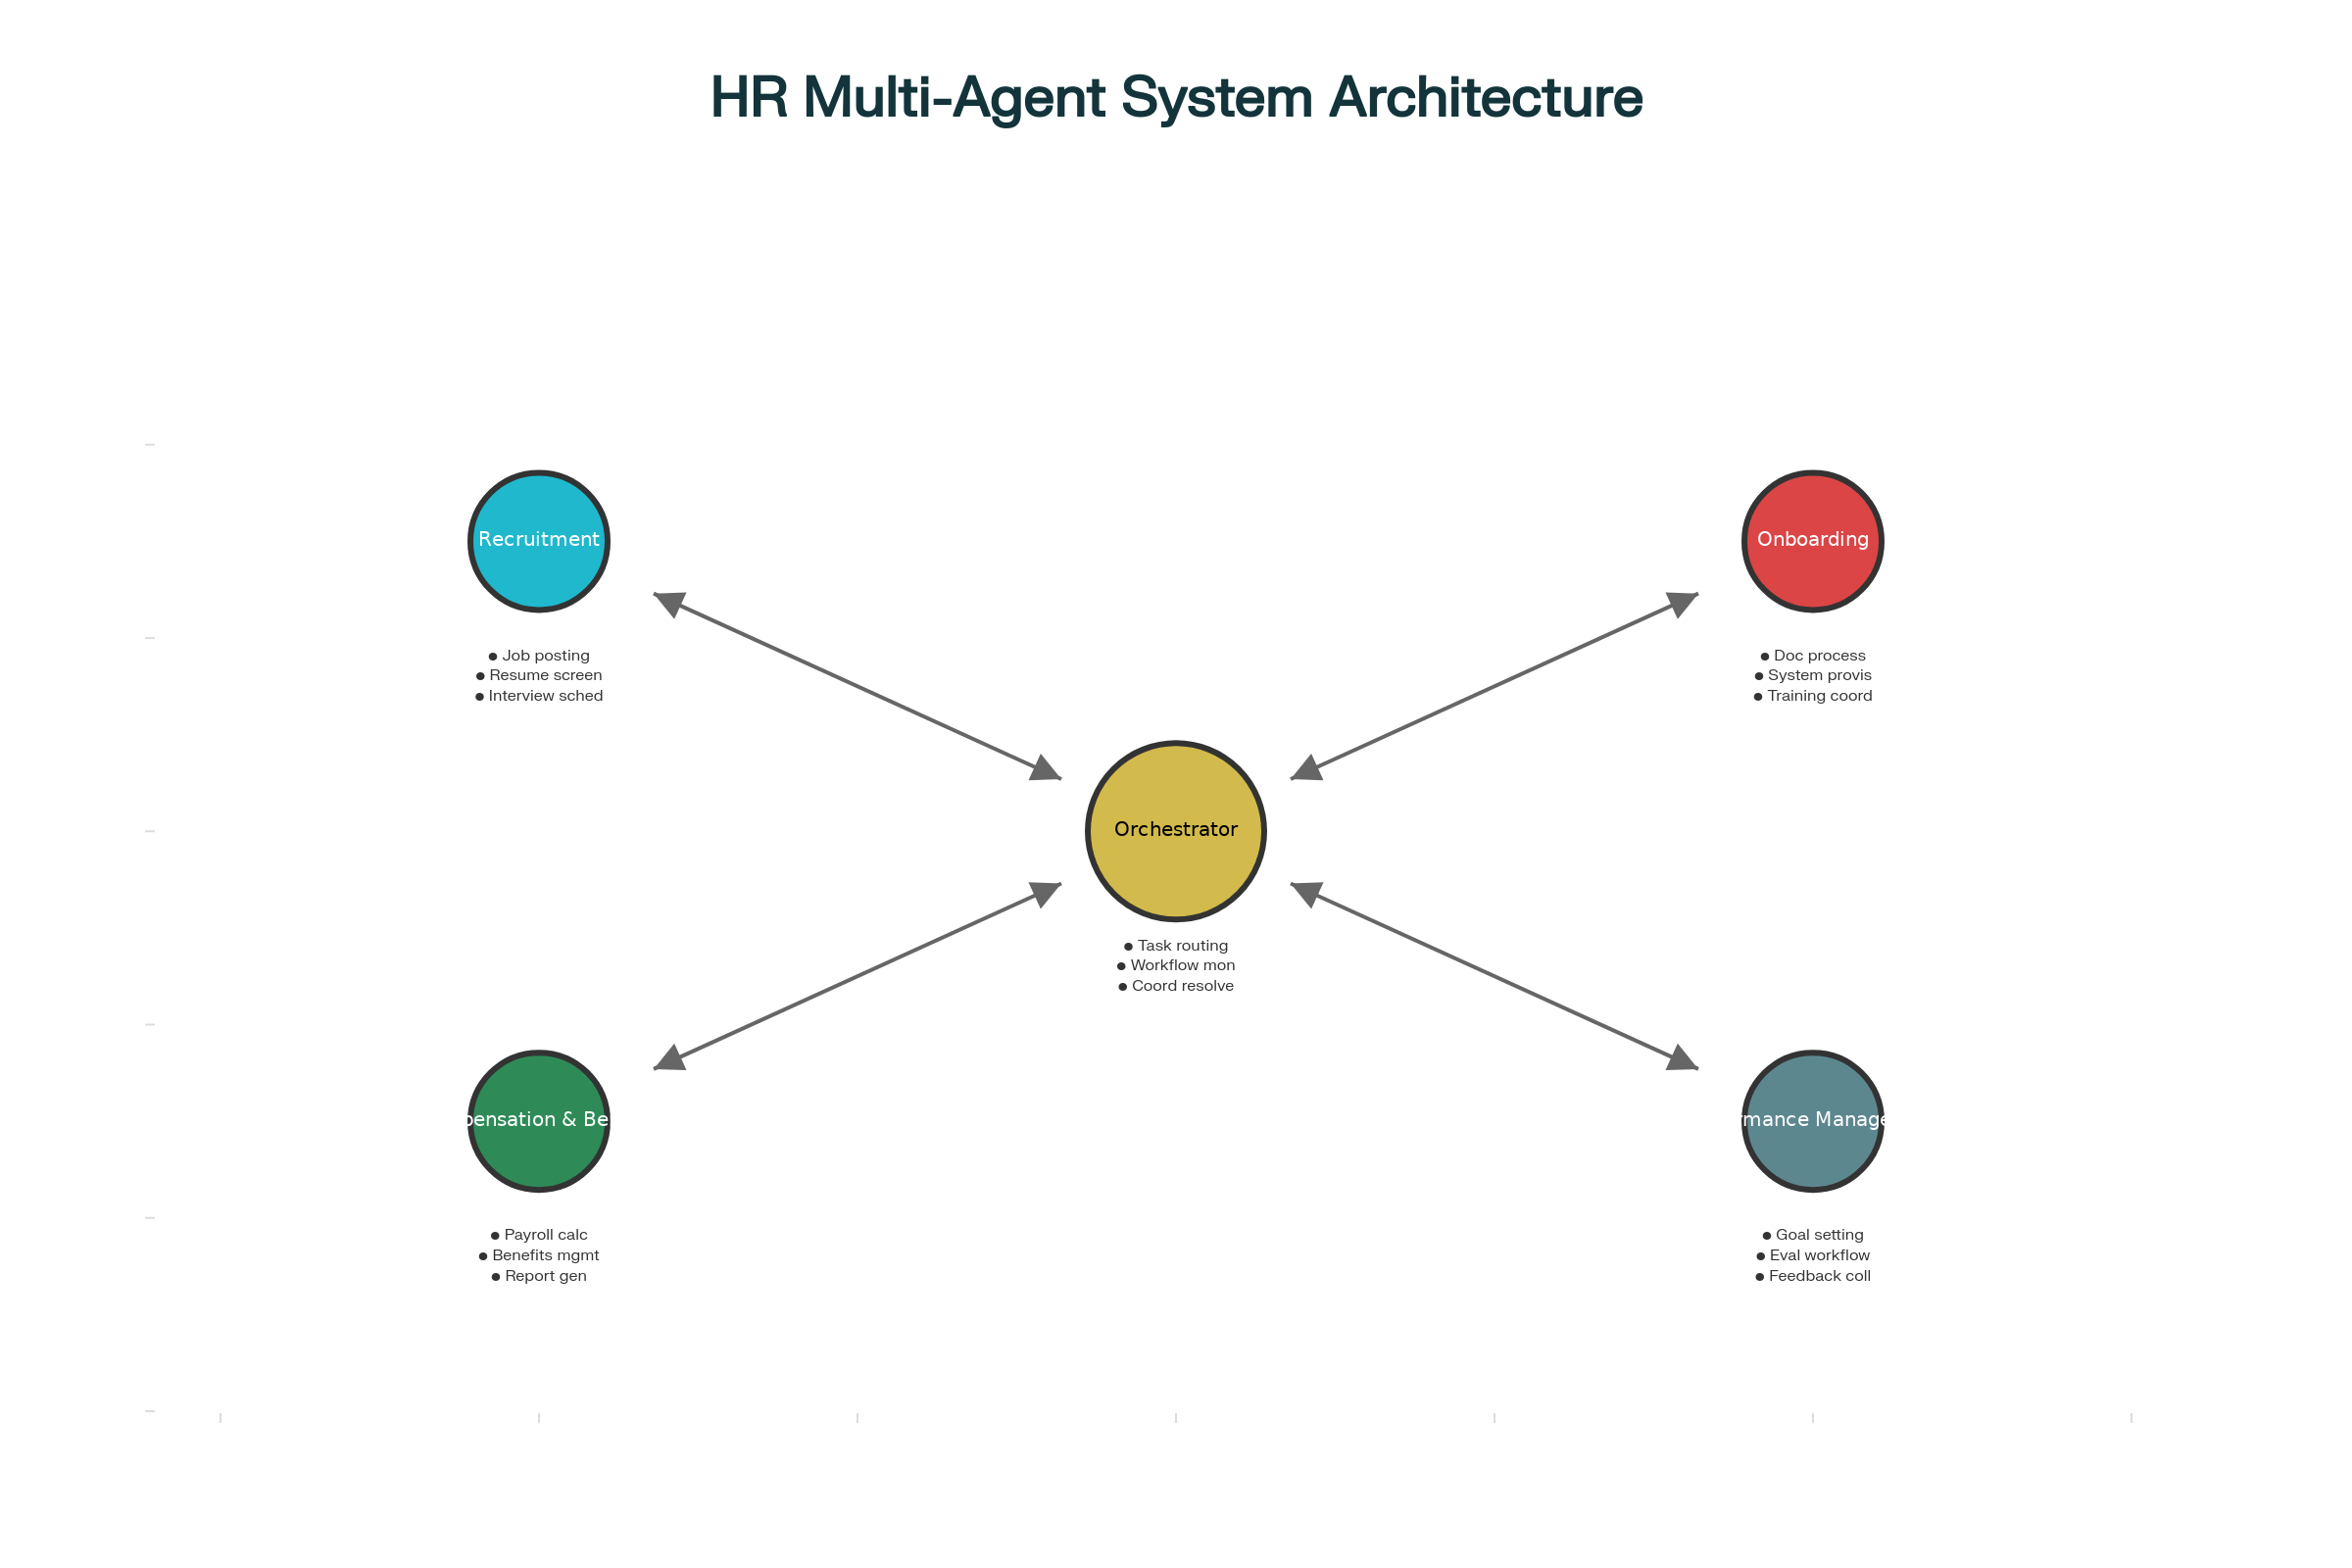 HR Multi-Agent System Architecture
Recruitment
● Job posting
● Resume screen
● Interview sched
Onboarding
● Doc process
● System provis
● Training coord
Orchestrator
● Task routing
● Workflow mon
● Coord resolve
pensation & Be
● Payroll calc
● Benefits mgmt
● Report gen
rmance Manage
● Goal setting
● Eval workflow
● Feedback coll